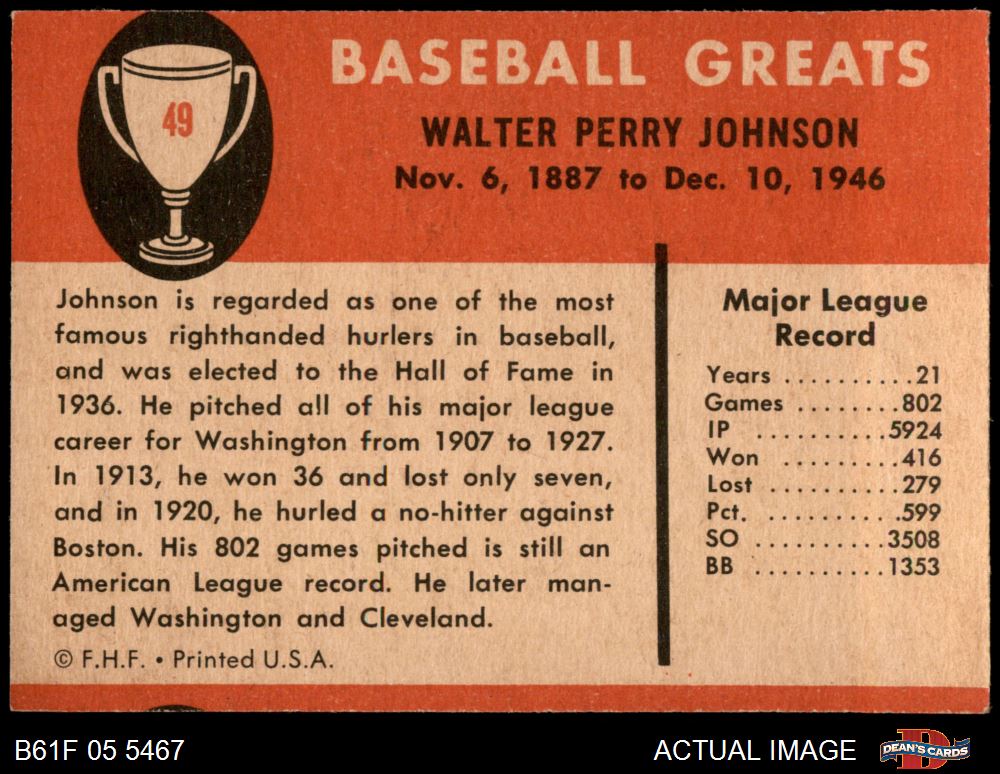 49
BASEBALL GREATS
WALTER PERRY JOHNSON
Nov. 6, 1887 to Dec. 10, 1946
Johnson is regarded as one of the most
famous righthanded hurlers in baseball,
and was elected to the Hall of Fame in
1936. He pitched all of his major league
career for Washington from 1907 to 1927.
In 1913, he won 36 and lost only seven,
and in 1920, he hurled a no-hitter against
Boston. His 802 games pitched is still an
American League record. He later man-
aged Washington and Cleveland.
© F.H.F. • Printed U.S.A.
Major League
Record
Years ..........21
Games ........802
IP ..........5924
Won .........416
Lost ..........279
Pct. ..........599
SO ..........3508
BB ..........1353
B61F 05 5467
ACTUAL IMAGE
DEAN'S CARDS